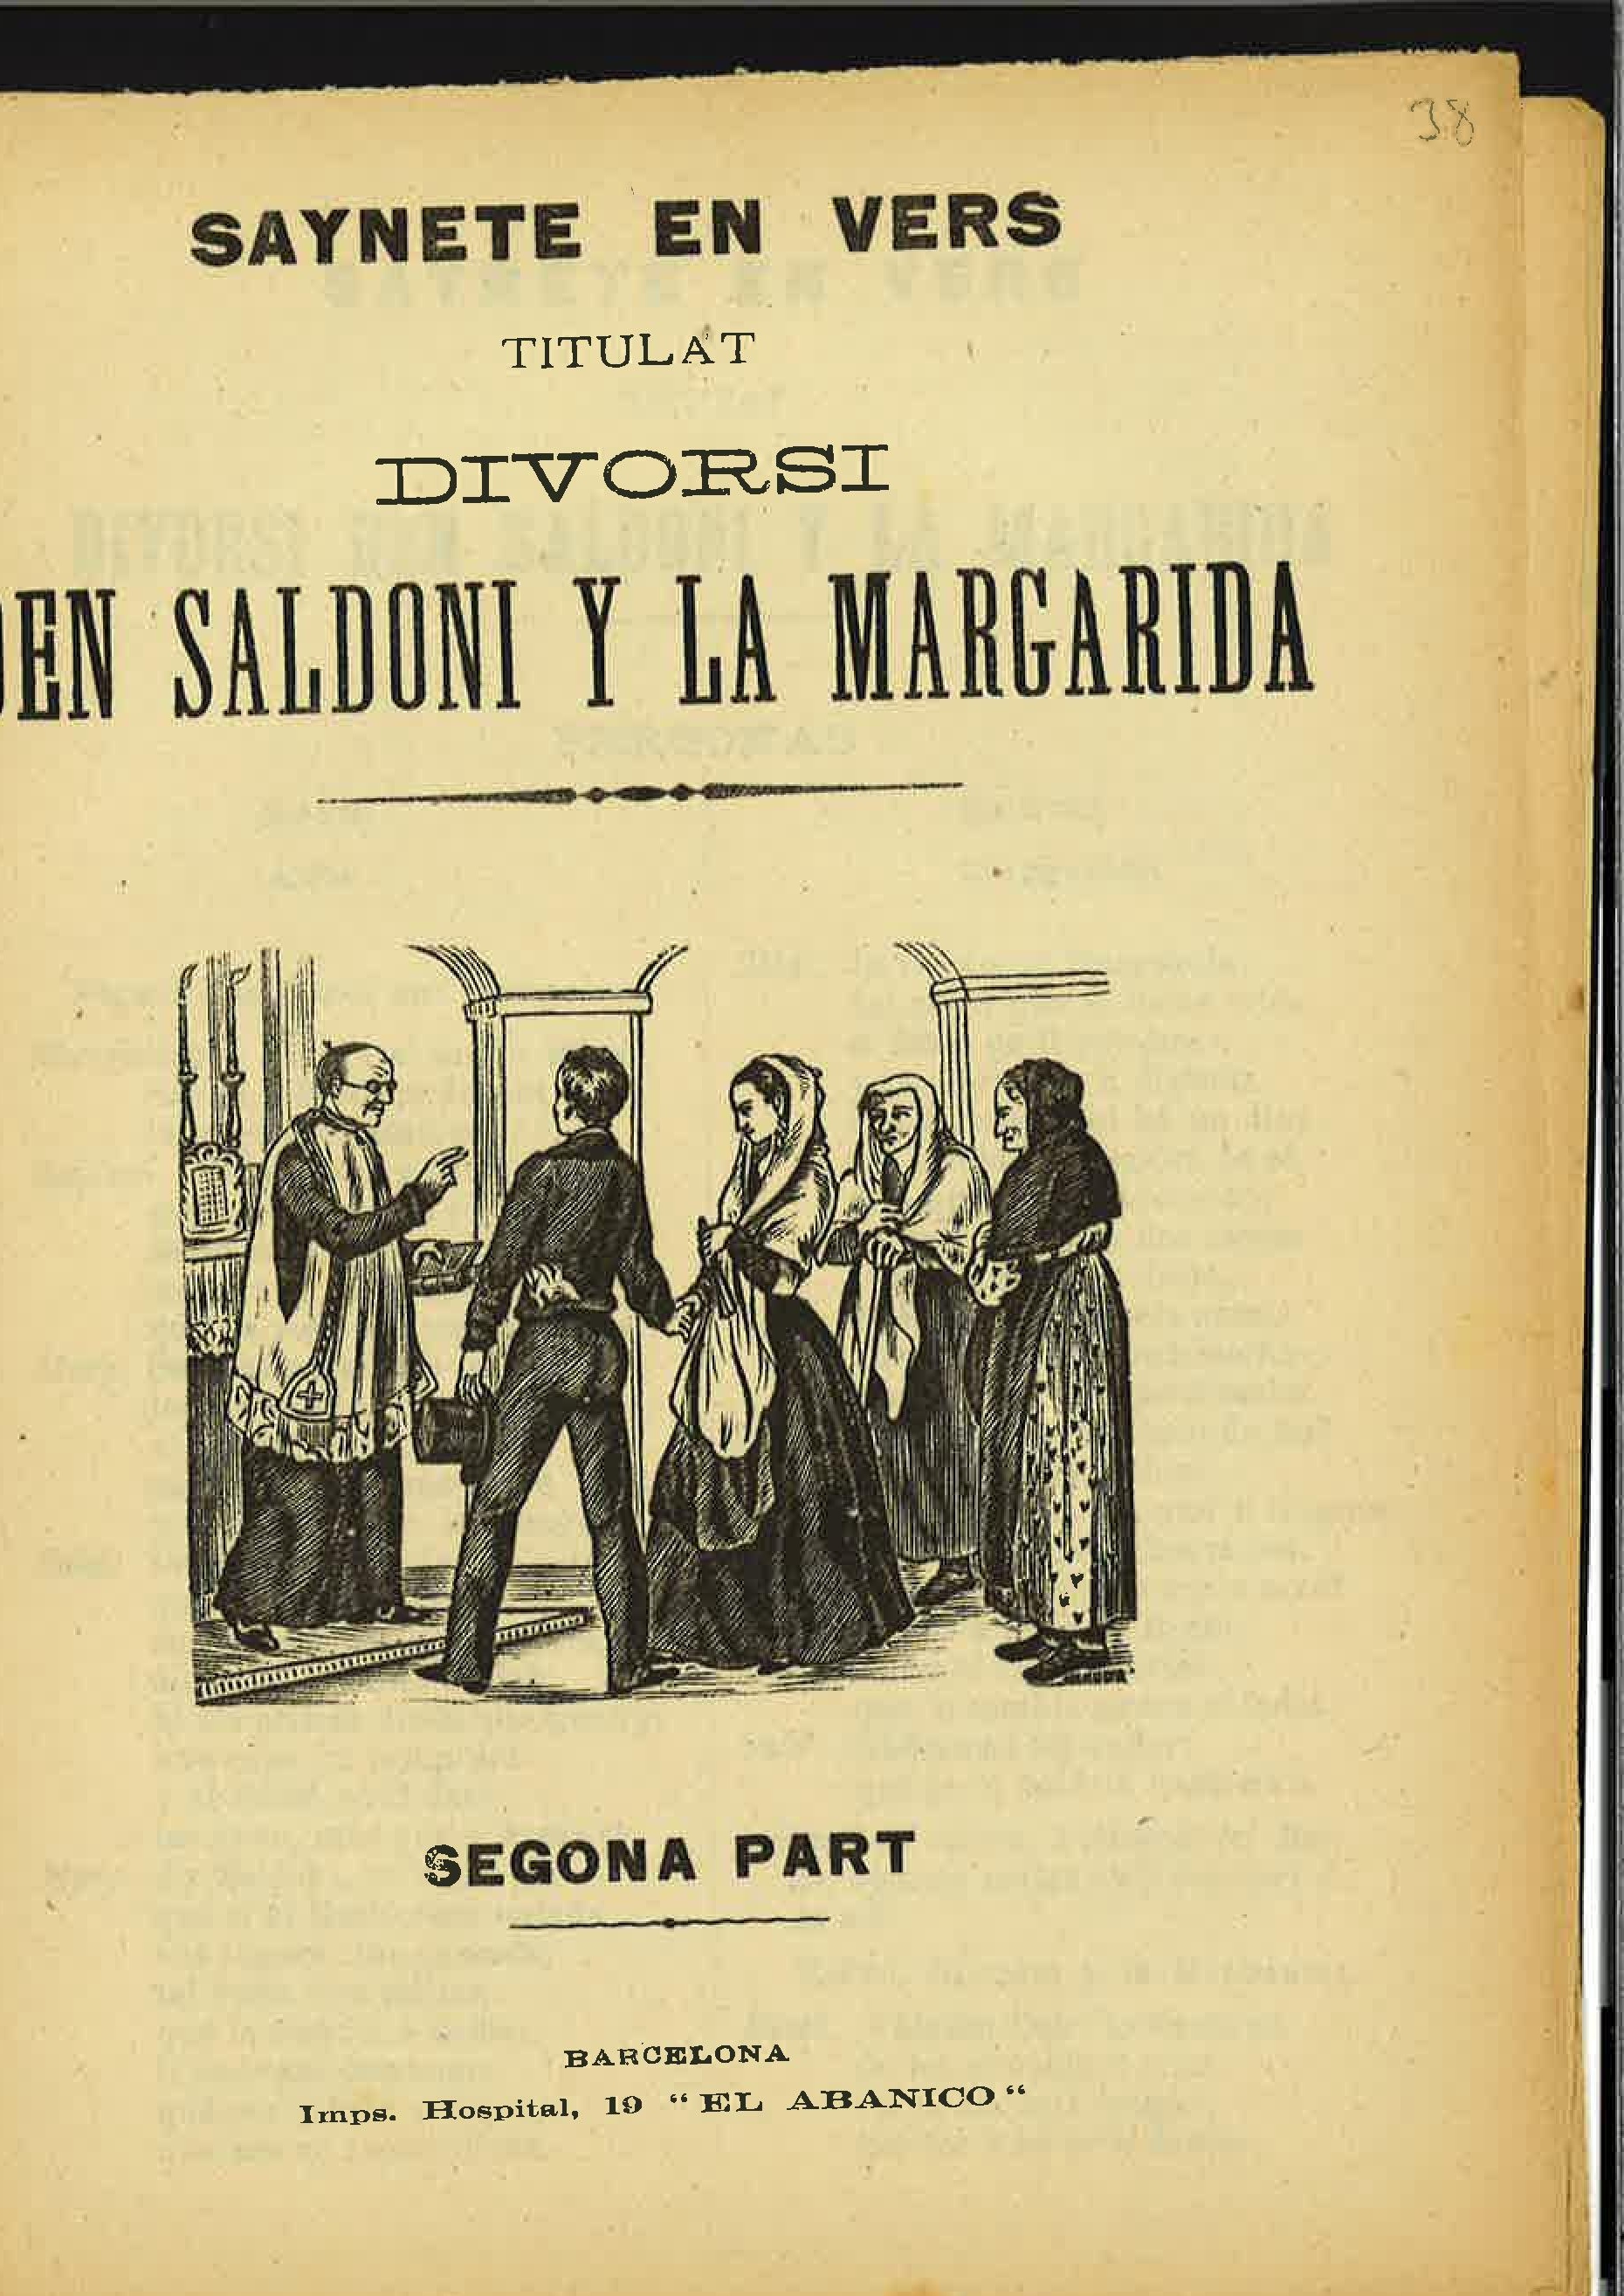 38
SAYNETE EN VERS
TITULAT
DIVORSI
DEN SALDONI Y LA MARGARIDA
SEGONA PART
BARCELONA
Imps. Hospital, 19 “ EL ABANICO “